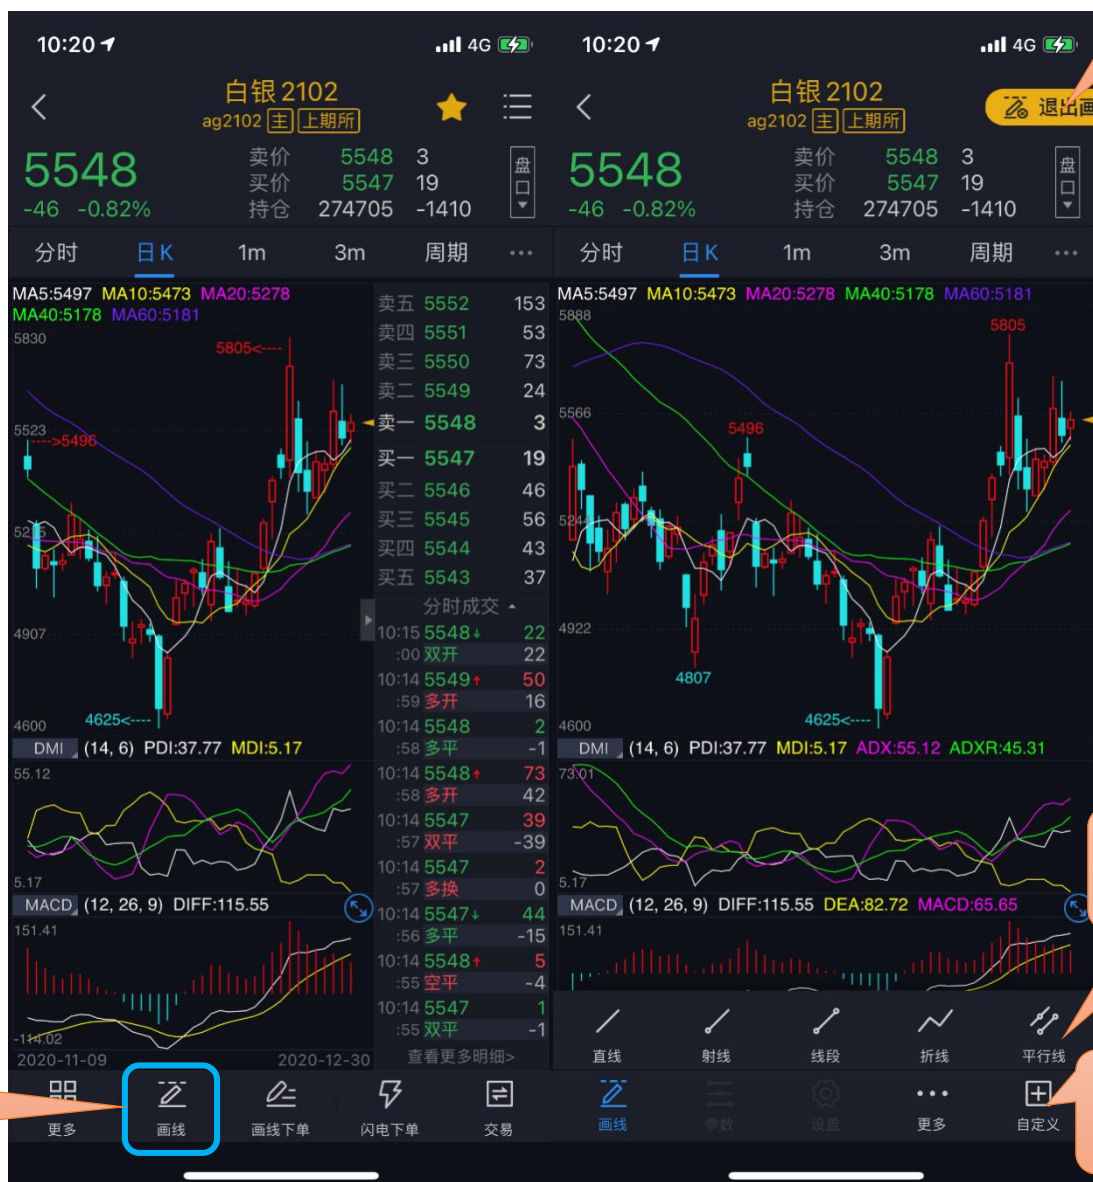 10:20
4G
白银2102
ag2102 主 上期所
5548
-46 -0.82%
卖价 5548 3
买价 5547 19
持仓 274705 -1410
盘口
分时 日K 1m 3m 周期
MA5:5497 MA10:5473 MA20:5278
MA40:5178 MA60:5181
5830
5805<----
5523
---->5496
4907
4625<----
4600
DMI (14, 6) PDI:37.77 MDI:5.17
55.12
5.17
MACD (12, 26, 9) DIFF:115.55
151.41
-114.02
2020-11-09 2020-12-30
卖五 5552 153
卖四 5551 53
卖三 5550 73
卖二 5549 24
卖一 5548 3
买一 5547 19
买二 5546 46
买三 5545 56
买四 5544 43
买五 5543 37
分时成交
10:15 5548↓ 22
:00 双开 22
10:14 5549↑ 50
:59 多开 16
10:14 5548 2
:58 多平 -1
10:14 5548↑ 73
:58 多开 42
10:14 5547 39
:57 双平 -39
10:14 5547 2
:57 多换 0
10:14 5547↓ 44
:56 多平 -15
10:14 5548↑ 5
:55 空平 -4
10:14 5547 1
:55 双平 -1
查看更多明细>
更多 画线 画线下单 闪电下单 交易
10:20
4G
白银2102
ag2102 主 上期所
退出画
5548
-46 -0.82%
卖价 5548 3
买价 5547 19
持仓 274705 -1410
盘口
分时 日K 1m 3m 周期
MA5:5497 MA10:5473 MA20:5278 MA40:5178 MA60:5181
5888
5805
5566
5496
4922
4807
4625<----
4600
DMI (14, 6) PDI:37.77 MDI:5.17 ADX:55.12 ADXR:45.31
73.01
5.17
MACD (12, 26, 9) DIFF:115.55 DEA:82.72 MACD:65.65
151.41
直线 射线 线段 折线 平行线
画线 参数 设置 更多 自定义